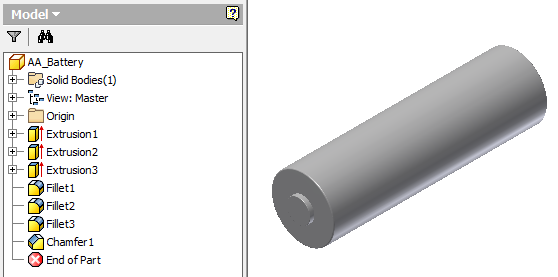 Model
AA_Battery
Solid Bodies(1)
View: Master
Origin
Extrusion1
Extrusion2
Extrusion3
Fillet1
Fillet2
Fillet3
Chamfer1
End of Part